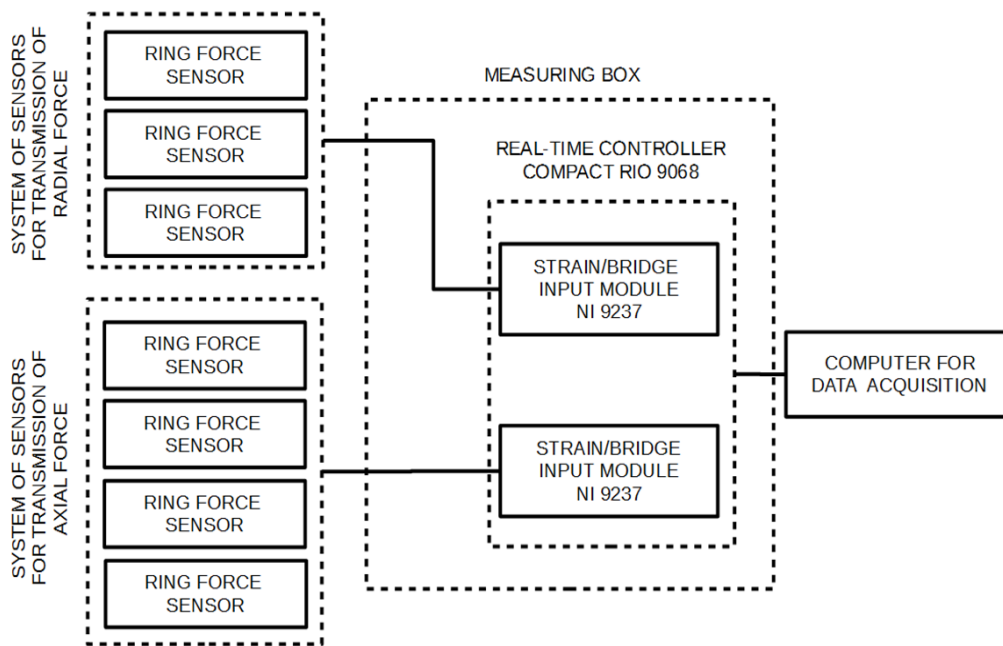 SYSTEM OF SENSORS
FOR TRANSMISSION OF
RADIAL FORCE
RING FORCE
SENSOR
RING FORCE
SENSOR
RING FORCE
SENSOR
SYSTEM OF SENSORS
FOR TRANSMISSION OF
AXIAL FORCE
RING FORCE
SENSOR
RING FORCE
SENSOR
RING FORCE
SENSOR
RING FORCE
SENSOR
MEASURING BOX
REAL-TIME CONTROLLER
COMPACT RIO 9068
STRAIN/BRIDGE
INPUT MODULE
NI 9237
STRAIN/BRIDGE
INPUT MODULE
NI 9237
COMPUTER FOR
DATA ACQUISITION